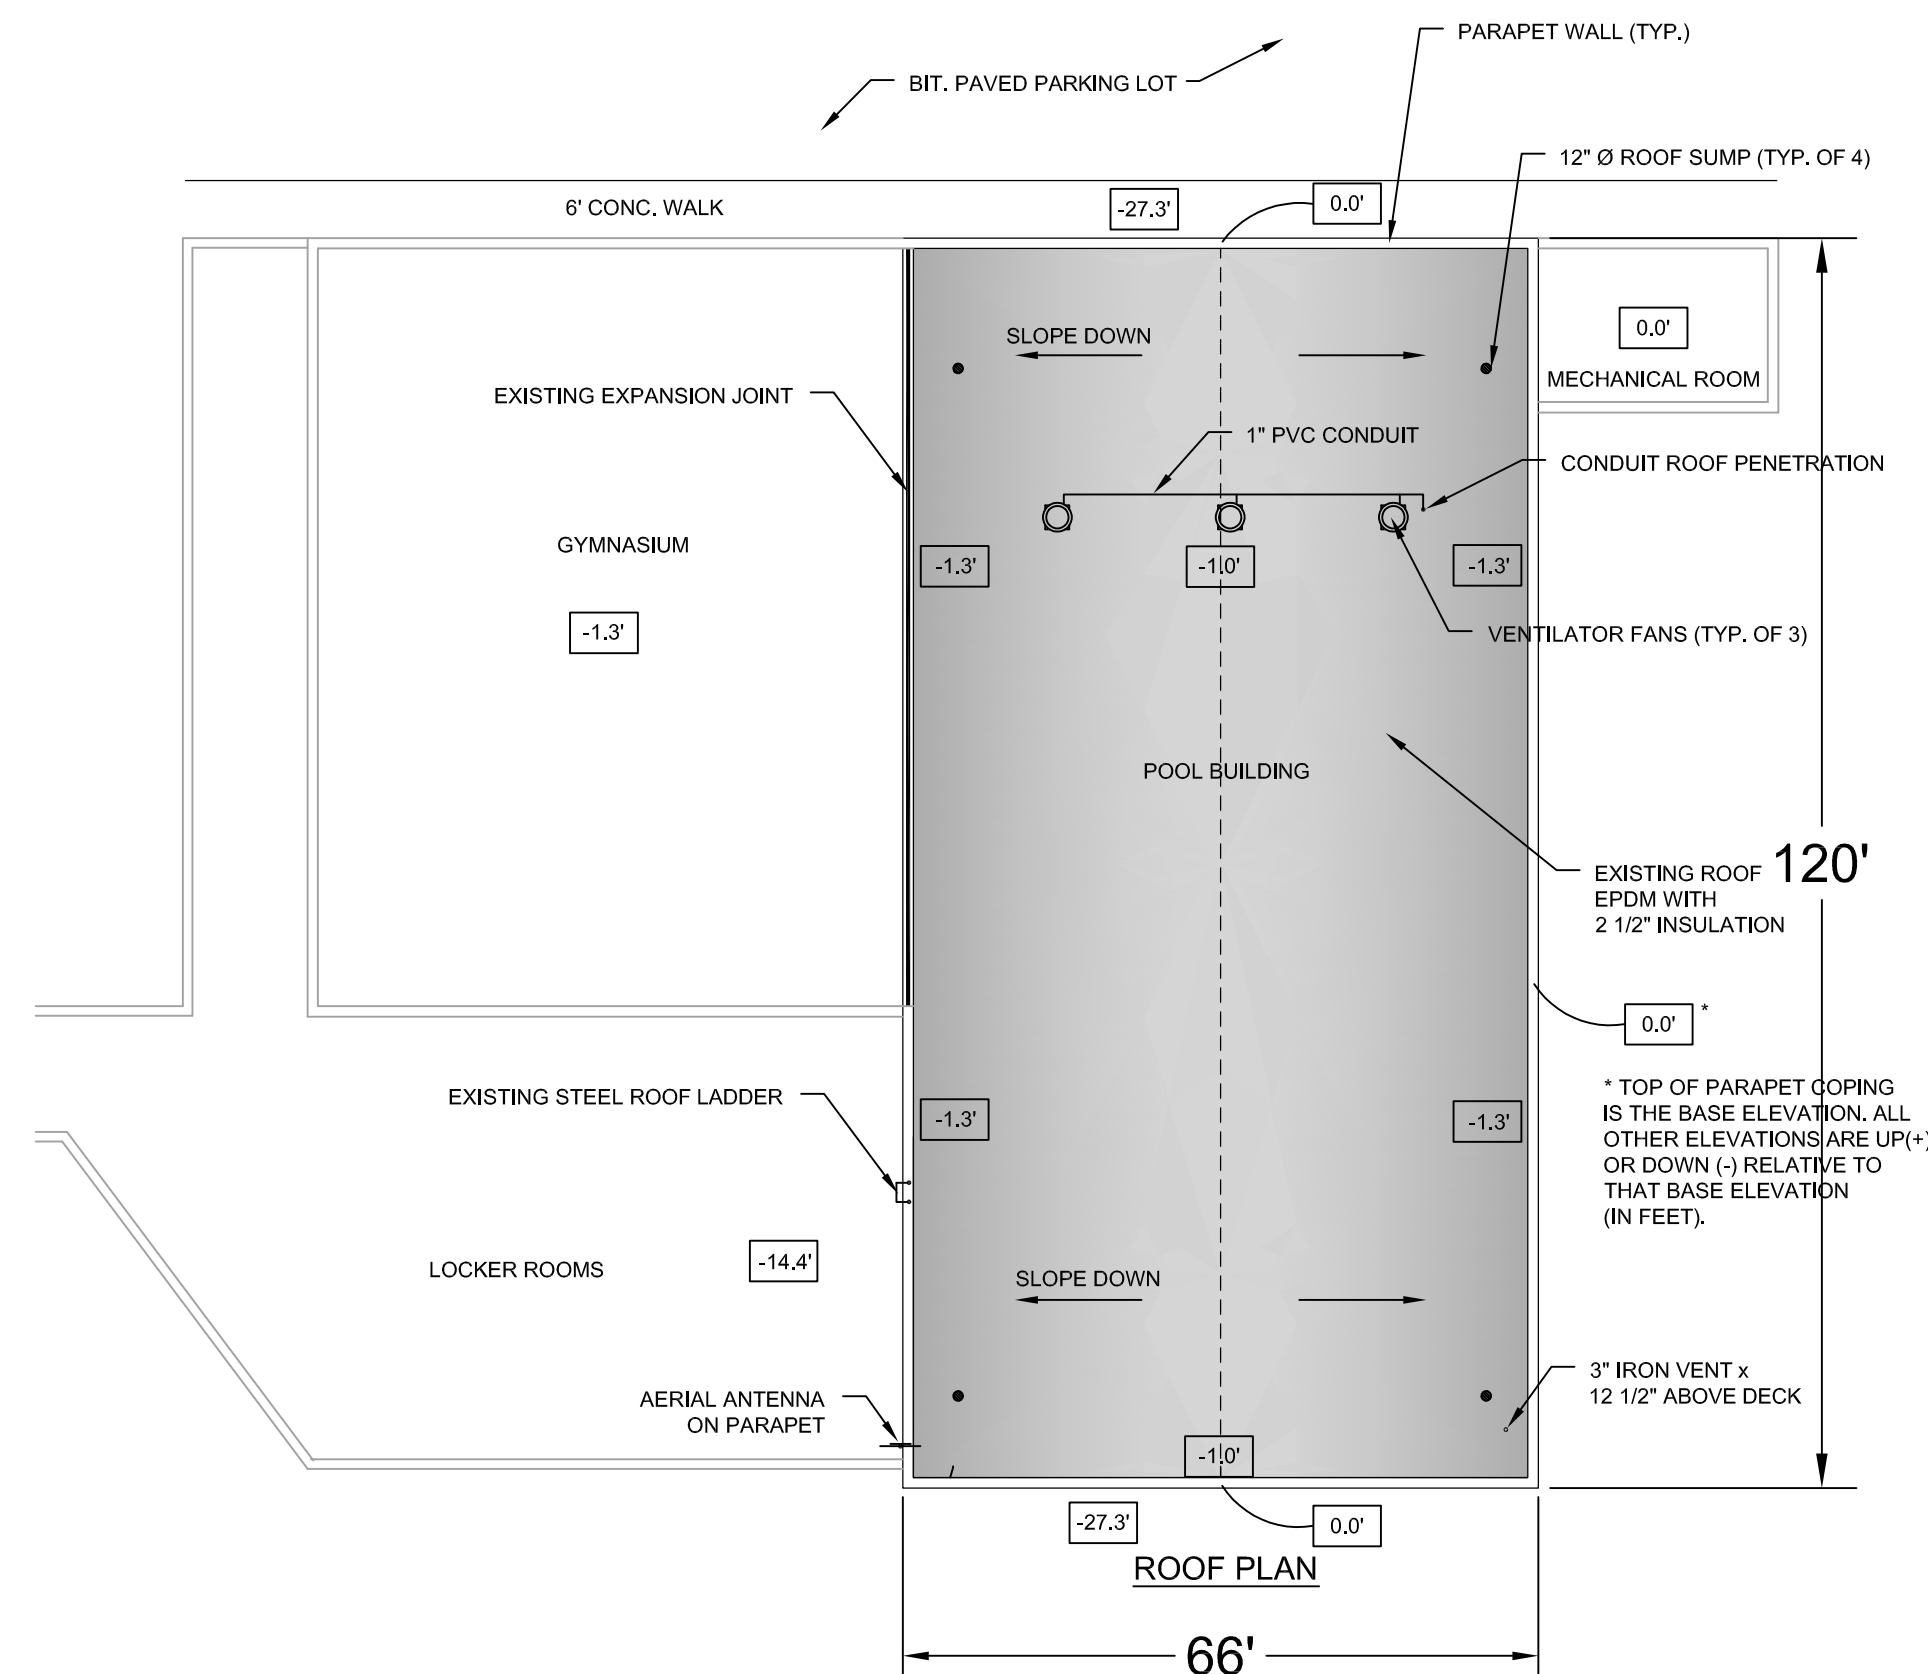 PARAPET WALL (TYP.)
BIT. PAVED PARKING LOT
12" Ø ROOF SUMP (TYP. OF 4)
6' CONC. WALK
-27.3'
0.0'
0.0'
SLOPE DOWN
MECHANICAL ROOM
EXISTING EXPANSION JOINT
1" PVC CONDUIT
CONDUIT ROOF PENETRATION
GYMNASIUM
-1.3'
-1.0'
-1.3'
-1.3'
VENTILATOR FANS (TYP. OF 3)
POOL BUILDING
120'
EXISTING ROOF
EPDM WITH
2 1/2" INSULATION
0.0' *
* TOP OF PARAPET COPING
IS THE BASE ELEVATION. ALL
OTHER ELEVATIONS ARE UP(+)
OR DOWN (-) RELATIVE TO
THAT BASE ELEVATION
(IN FEET).
EXISTING STEEL ROOF LADDER
-1.3'
-1.3'
LOCKER ROOMS
-14.4'
SLOPE DOWN
AERIAL ANTENNA
ON PARAPET
3" IRON VENT x
12 1/2" ABOVE DECK
-1.0'
-27.3'
0.0'
ROOF PLAN
66'